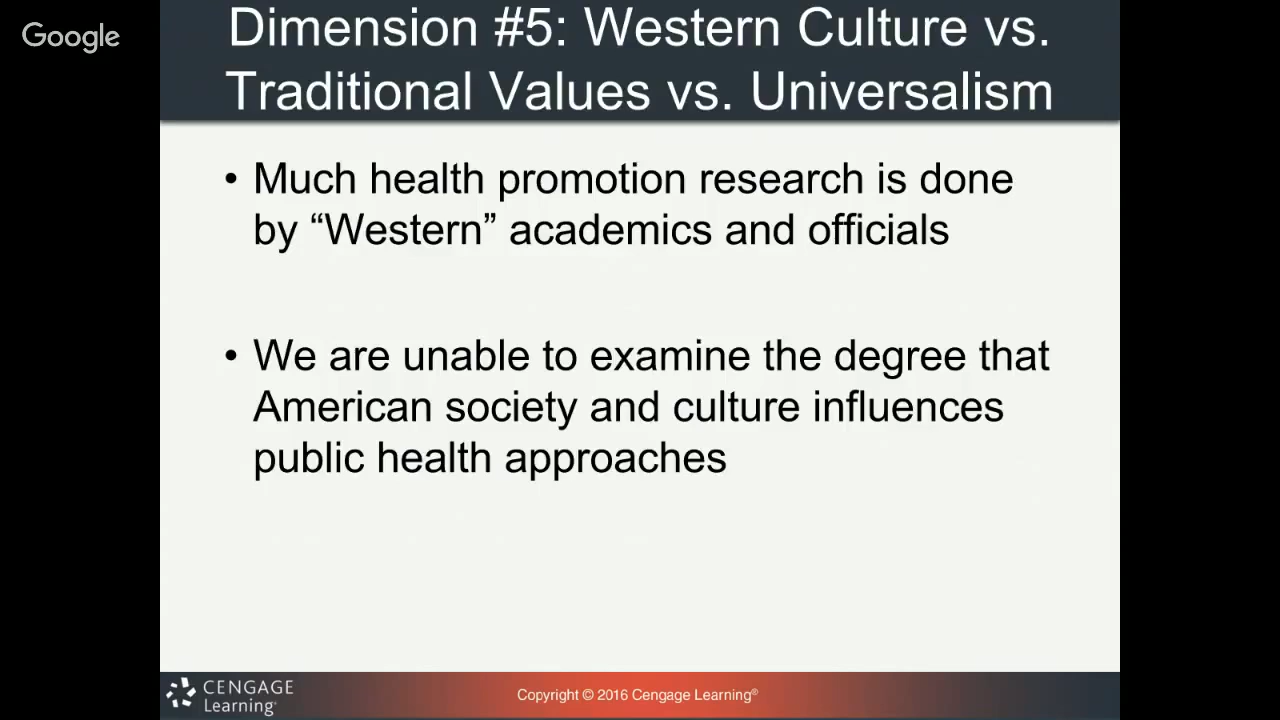 Google
Dimension #5: Western Culture vs.
Traditional Values vs. Universalism
• Much health promotion research is done
by “Western” academics and officials
• We are unable to examine the degree that
American society and culture influences
public health approaches
CENGAGE
Learning®
Copyright © 2016 Cengage Learning®